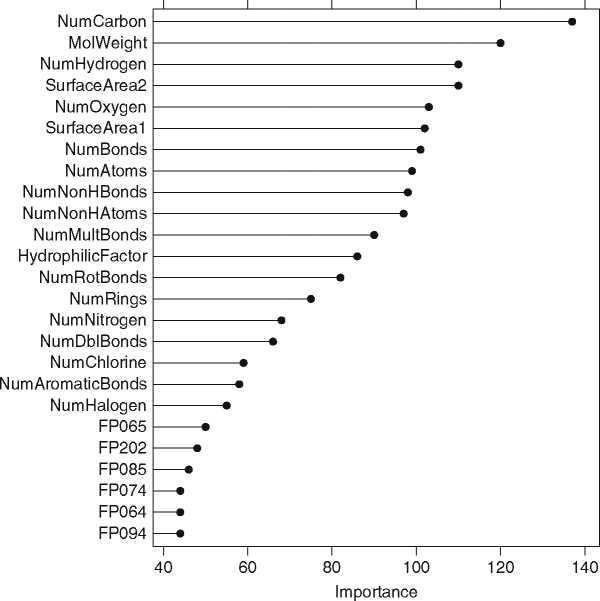 NumCarbon
MolWeight
NumHydrogen
SurfaceArea2
NumOxygen
SurfaceArea1
NumBonds
NumAtoms
NumNonHBonds
NumNonHAtoms
NumMultBonds
HydrophilicFactor
NumRotBonds
NumRings
NumNitrogen
NumDblBonds
NumChlorine
NumAromaticBonds
NumHalogen
FP065
FP202
FP085
FP074
FP064
FP094
40 60 80 100 120 140
Importance